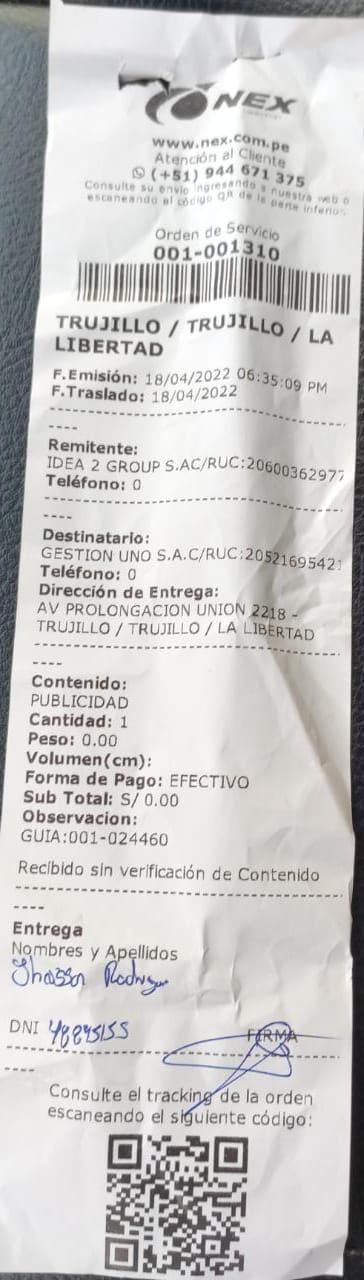 NEX
www.nex.com.pe
Atención al Cliente
(+51) 944 671 375
Consulte su envío ingresando a nuestra web o
escaneando el código QR de la parte inferior
Orden de Servicio
001-001310
TRUJILLO / TRUJILLO / LA
LIBERTAD
F.Emisión: 18/04/2022 06:35:09 PM
F.Traslado: 18/04/2022
----
Remitente:
IDEA 2 GROUP S.AC/RUC:20600362977
Teléfono: 0
----
Destinatario:
GESTION UNO S.A.C/RUC:20521695421
Teléfono: 0
Dirección de Entrega:
AV PROLONGACION UNION 2218 -
TRUJILLO / TRUJILLO / LA LIBERTAD
----
Contenido:
PUBLICIDAD
Cantidad: 1
Peso: 0.00
Volumen(cm):
Forma de Pago: EFECTIVO
Sub Total: S/ 0.00
Observacion:
GUIA:001-024460
Recibido sin verificación de Contenido
----
Entrega
Nombres y Apellidos
DNI 48895155
FIRMA
----
Consulte el tracking de la orden
escaneando el siguiente código: